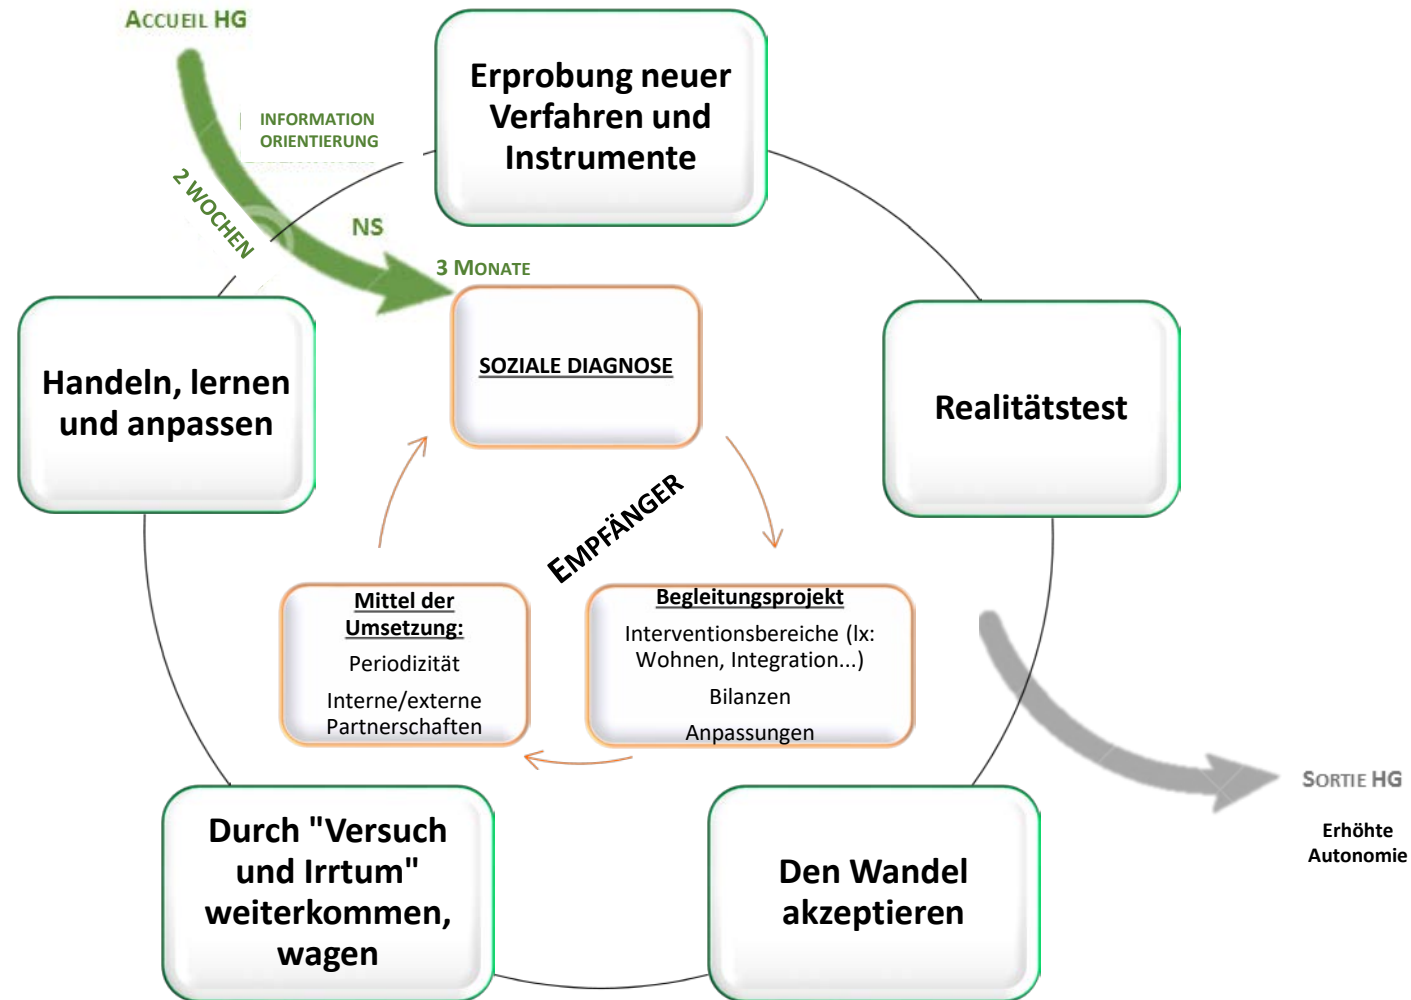 ACCUEIL HG
Erprobung neuer
Verfahren und
Instrumente
INFORMATION
ORIENTIERUNG
2 WOCHEN
NS
3 MONATE
SOZIALE DIAGNOSE
Handeln, lernen
und anpassen
Realitätstest
EMPFÄNGER
Mittel der
Umsetzung:
Periodizität
Interne/externe
Partnerschaften
Begleitungsprojekt
Interventionsbereiche (lx:
Wohnen, Integration...)
Bilanzen
Anpassungen
SORTIE HG
Erhöhte
Autonomie
Durch "Versuch
und Irrtum"
weiterkommen,
wagen
Den Wandel
akzeptieren